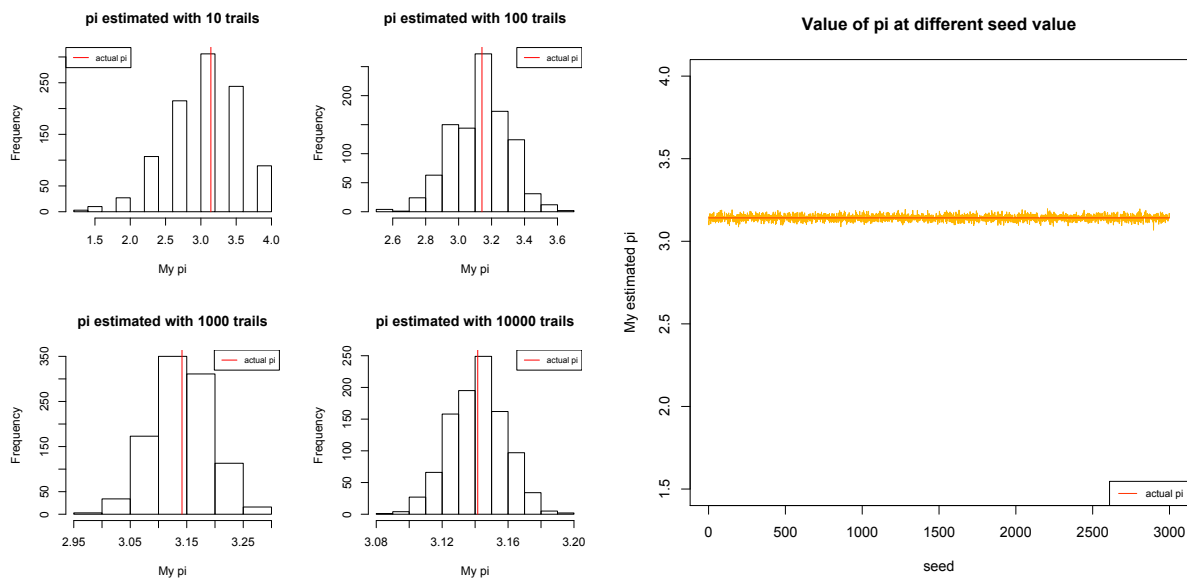 pi estimated with 10 trails
actual pi
Frequency
0 50 150 250
1.5 2.0 2.5 3.0 3.5 4.0
My pi
pi estimated with 100 trails
actual pi
Frequency
0 50 100 200
2.6 2.8 3.0 3.2 3.4 3.6
My pi
pi estimated with 1000 trails
actual pi
Frequency
0 50 150 250 350
2.95 3.05 3.15 3.25
My pi
pi estimated with 10000 trails
actual pi
Frequency
0 50 100 150 200 250
3.08 3.12 3.16 3.20
My pi
Value of pi at different seed value
My estimated pi
1.5 2.0 2.5 3.0 3.5 4.0
actual pi
0 500 1000 1500 2000 2500 3000
seed